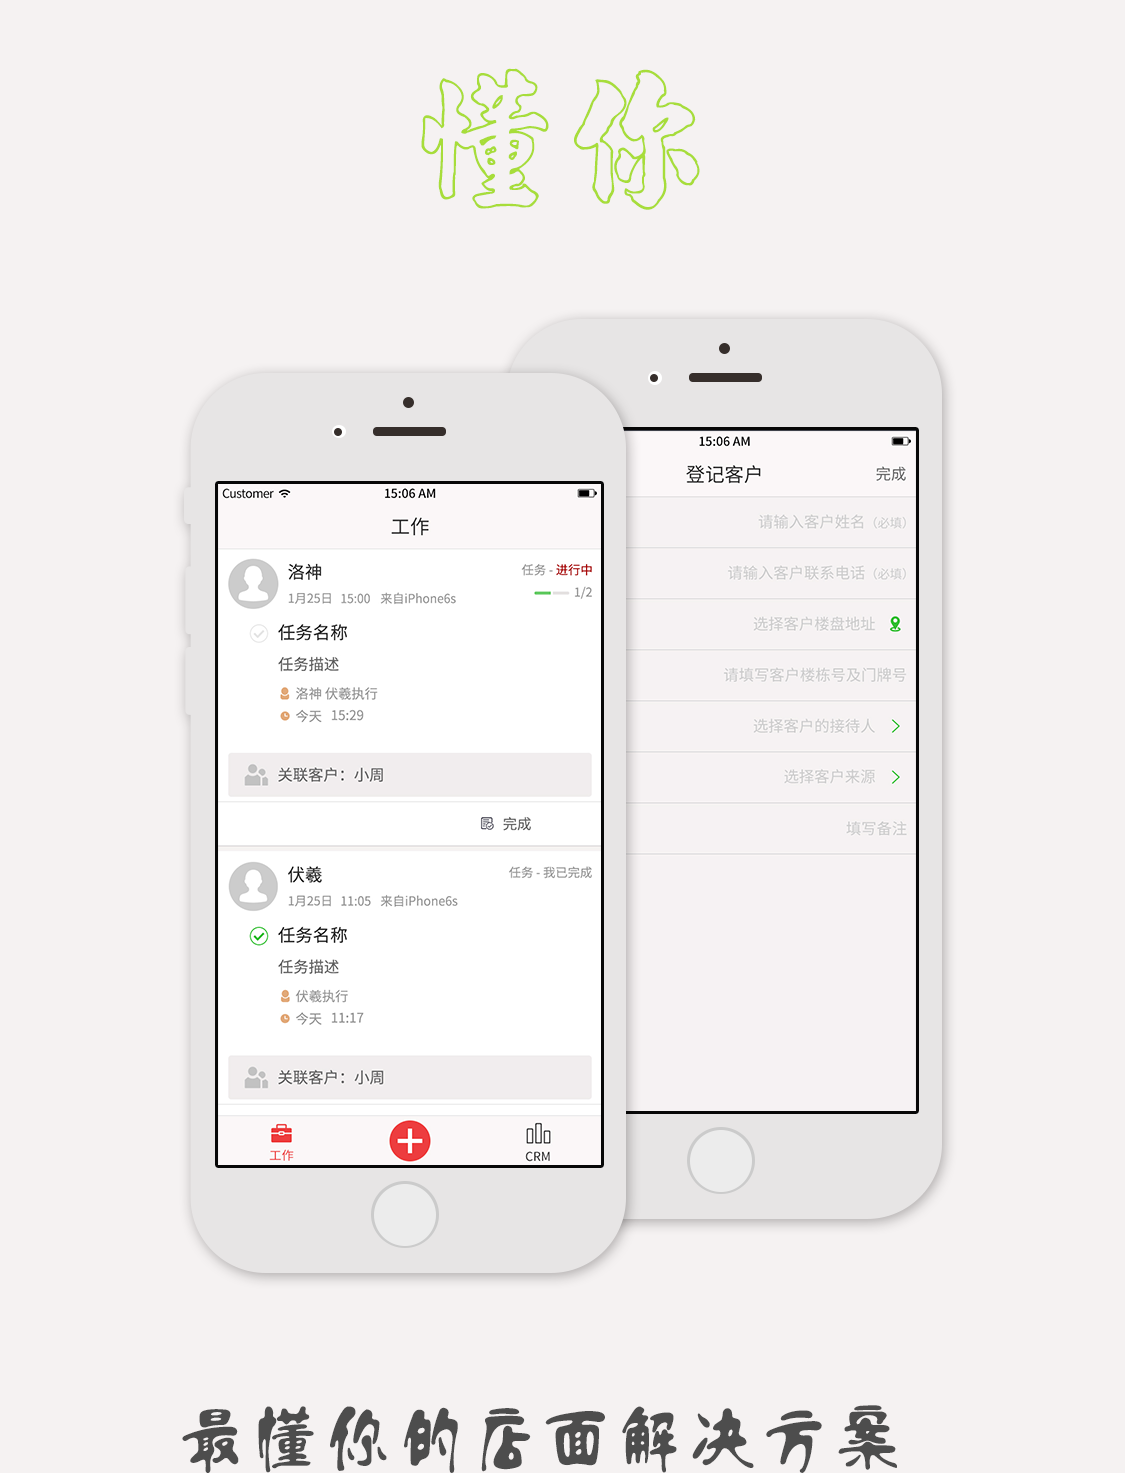 懂你
15:06 AM
登记客户 完成
请输入客户姓名（必填）
请输入客户联系电话（必填）
选择客户楼盘地址
请填写客户楼栋号及门牌号
选择客户的接待人
选择客户来源
填写备注
Customer 15:06 AM
工作
洛神 任务 - 进行中
1月25日 15:00 来自iPhone6s 1/2
任务名称
任务描述
洛神 伏羲执行
今天 15:29
关联客户：小周
完成
伏羲 任务 - 我已完成
1月25日 11:05 来自iPhone6s
任务名称
任务描述
伏羲执行
今天 11:17
关联客户：小周
工作 CRM
最懂你的店面解决方案